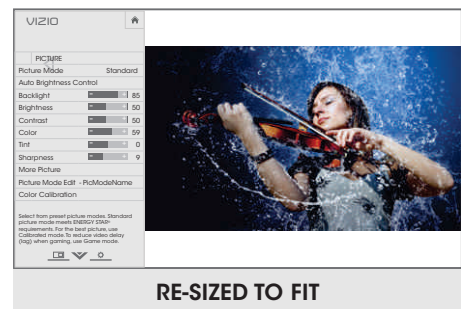 VIZIO
PICTURE
Picture Mode Standard
Auto Brightness Control
Backlight 85
Brightness 50
Contrast 50
Color 59
Tint 0
Sharpness 9
More Picture
Picture Mode Edit - PicModeName
Color Calibration
Select from preset picture modes. Standard
picture mode meets ENERGY STAR®
requirements. For the best picture, use
Calibrated mode. To reduce video delay
(lag) when gaming, use Game mode.
RE-SIZED TO FIT